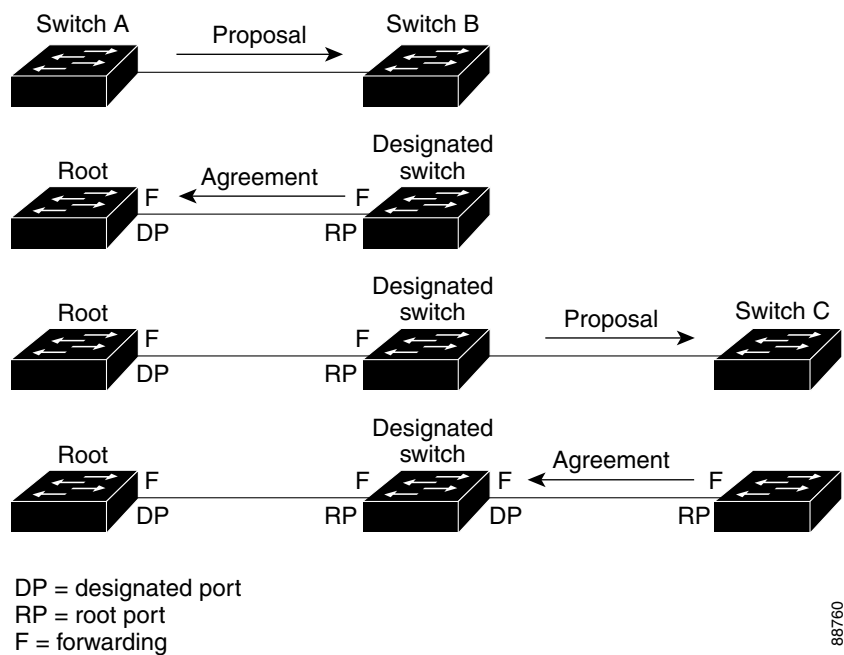 Switch A
Proposal
Switch B
Root
F
Agreement
F
Designated
switch
DP
RP
Root
F
F
Designated
switch
Proposal
Switch C
DP
RP
Root
F
F
Designated
switch
F
Agreement
F
DP
RP
DP
RP
DP = designated port
RP = root port
F = forwarding
88760